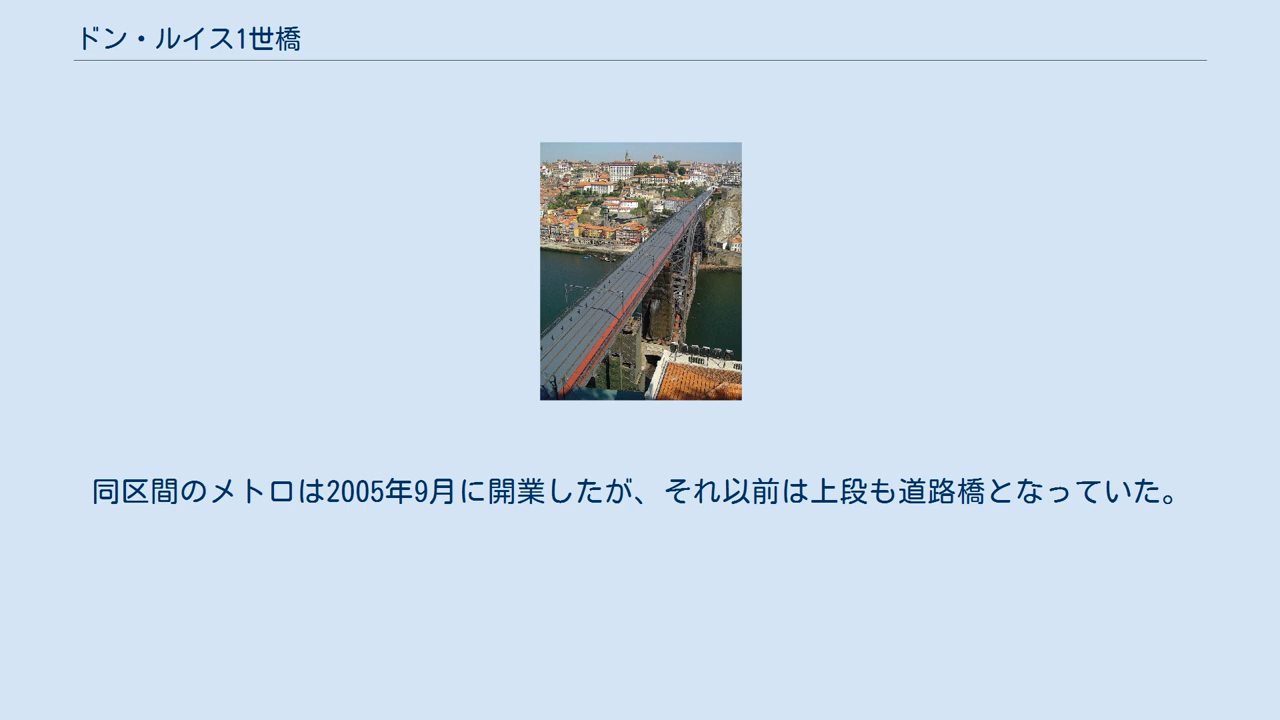 ドン・ルイス1世橋
同区間のメトロは2005年9月に開業したが、それ以前は上段も道路橋となっていた。